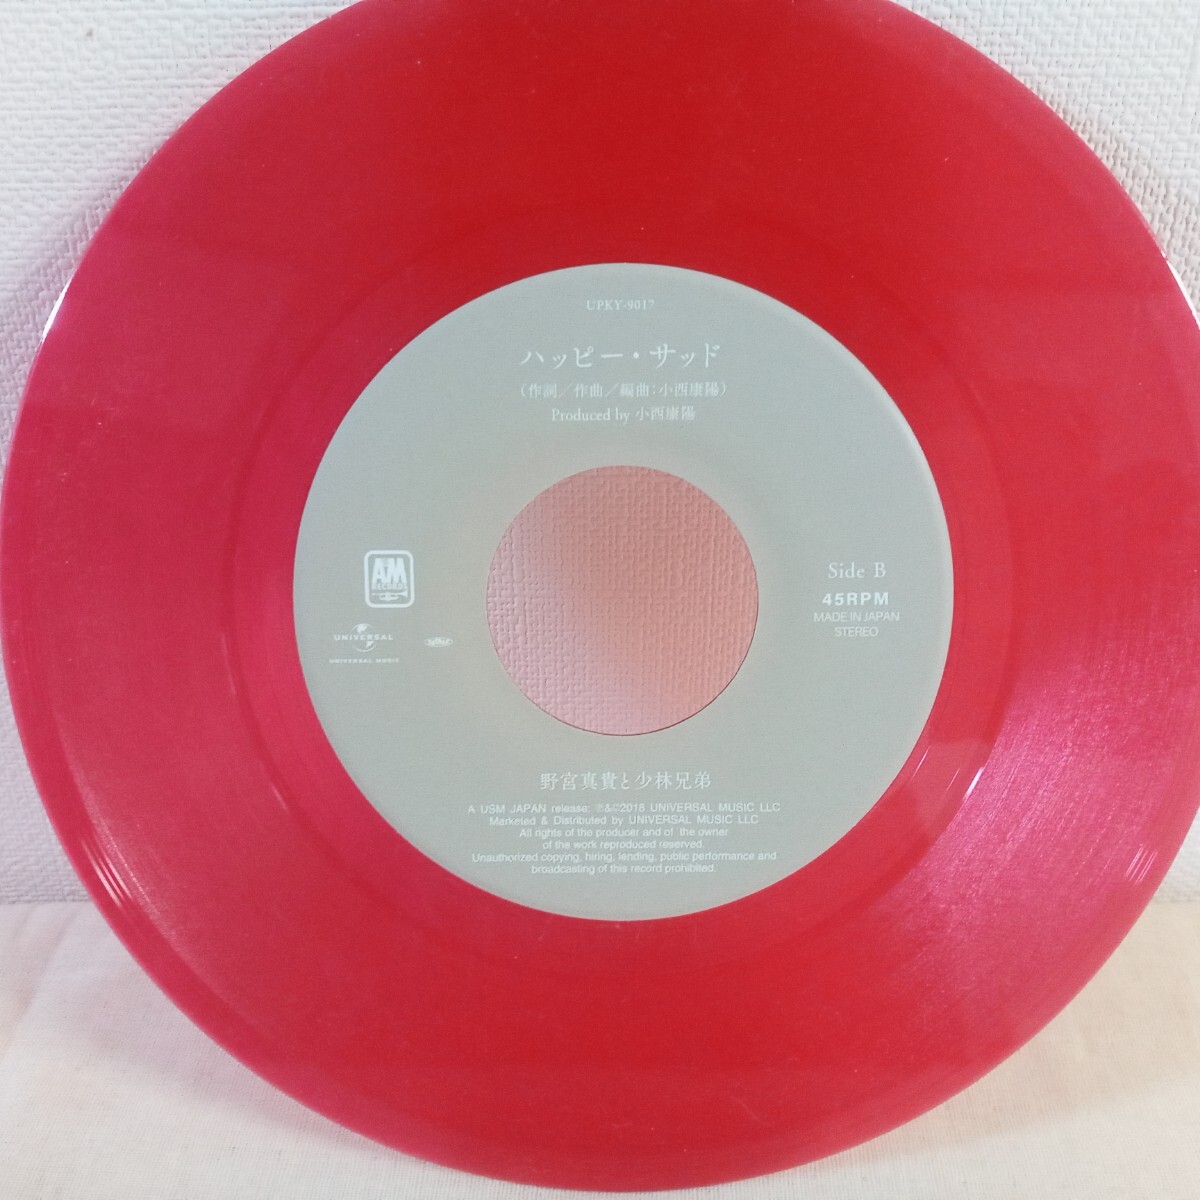 UPKY-9017
ハッピー・サッド
(作詞/作曲/編曲:小西康陽)
Produced by 小西康陽
A&M
RECORDS
UNIVERSAL
UNIVERSAL MUSIC
Side B
45RPM
MADE IN JAPAN
STEREO
野宮真貴と少林兄弟
A USM JAPAN release; ℗&©2018 UNIVERSAL MUSIC LLC
Marketed & Distributed by UNIVERSAL MUSIC LLC
All rights of the producer and of the owner
of the work reproduced reserved.
Unauthorized copying, hiring, lending, public performance and
broadcasting of this record prohibited.